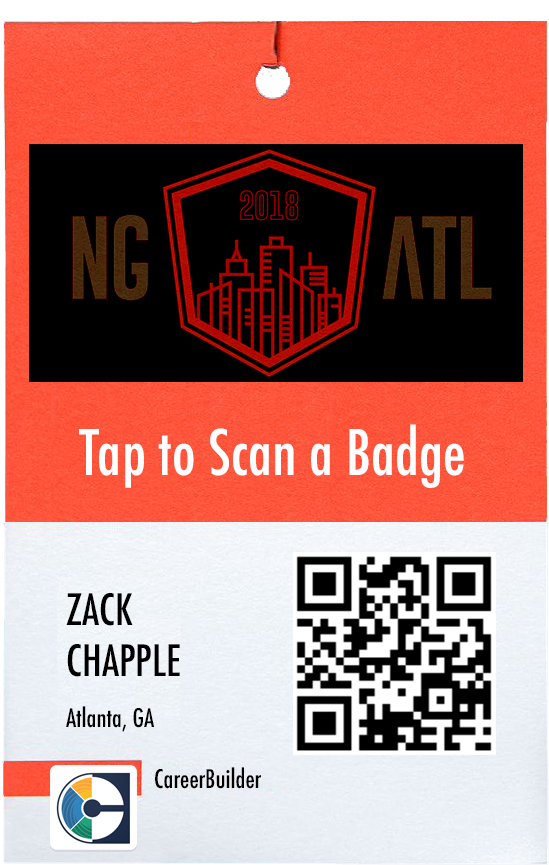 2018
NG ATL
Tap to Scan a Badge
ZACK
CHAPPLE
Atlanta, GA
CareerBuilder